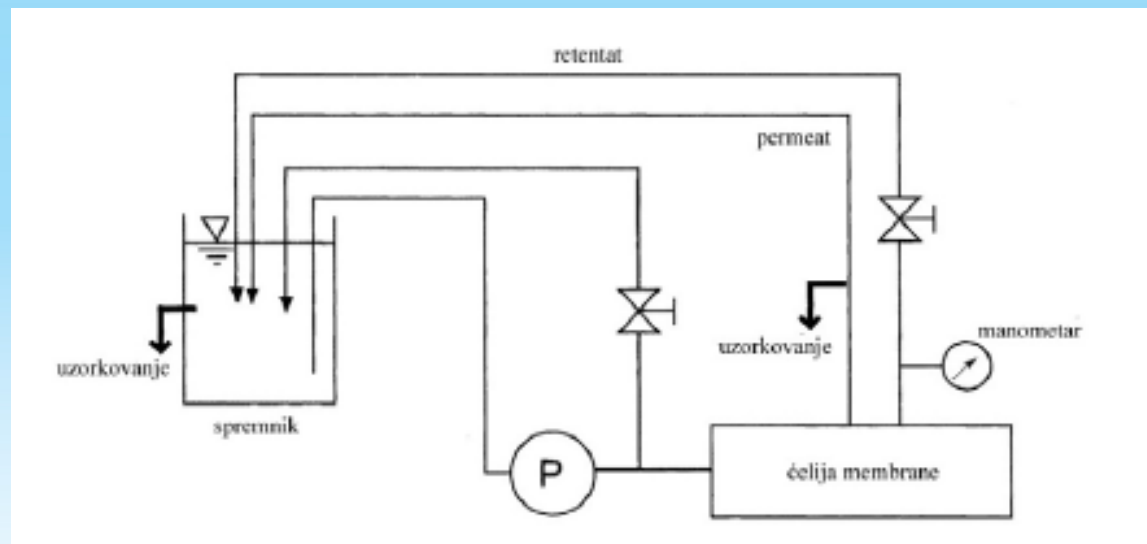 retentat
permeat
uzorkovanje
uzorkovanje
manometar
spremnik
P
ćelija membrane